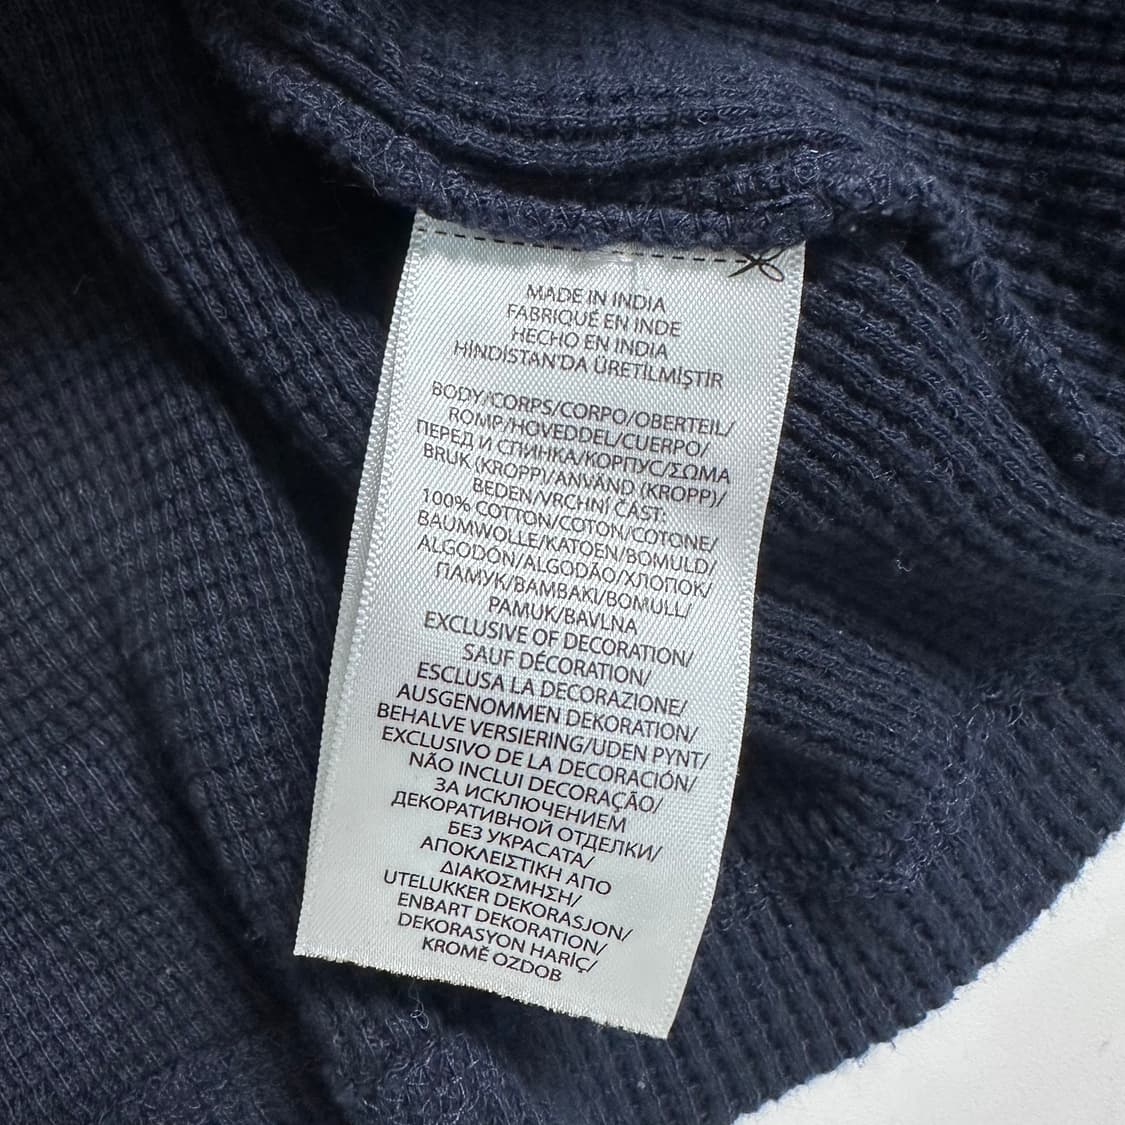 MADE IN INDIA
FABRIQUÉ EN INDE
HECHO EN INDIA
HİNDİSTAN'DA ÜRETİLMİŞTİR
BODY/CORPS/CORPO/OBERTEIL/
ROMP/HOVEDDEL/CUERPO/
ПЕРЕД И СПИНКА/КОРПУС/ΣΩΜΑ
BRUK (KROPP)/ANVÄND (KROPP)/
BEDEN/VRCHNÍ ČÁST:
100% COTTON/COTON/COTONE/
BAUMWOLLE/KATOEN/BOMULD/
ALGODÓN/ALGODÃO/ХЛОПОК/
ПАМУК/ΒΑΜΒΑΚΙ/BOMULL/
PAMUK/BAVLNA
EXCLUSIVE OF DECORATION/
SAUF DÉCORATION/
ESCLUSA LA DECORAZIONE/
AUSGENOMMEN DEKORATION/
BEHALVE VERSIERING/UDEN PYNT/
EXCLUSIVO DE LA DECORACIÓN/
NÃO INCLUI DECORAÇÃO/
ЗА ИСКЛЮЧЕНИЕМ
ДЕКОРАТИВНОЙ ОТДЕЛКИ/
БЕЗ УКРАСАТА/
ΑΠΟΚΛΕΙΣΤΙΚΗ ΑΠΟ
ΔΙΑΚΟΣΜΗΣΗ/
UTELUKKER DEKORASJON/
ENBART DEKORATION/
DEKORASYON HARİÇ/
KROMĚ OZDOB